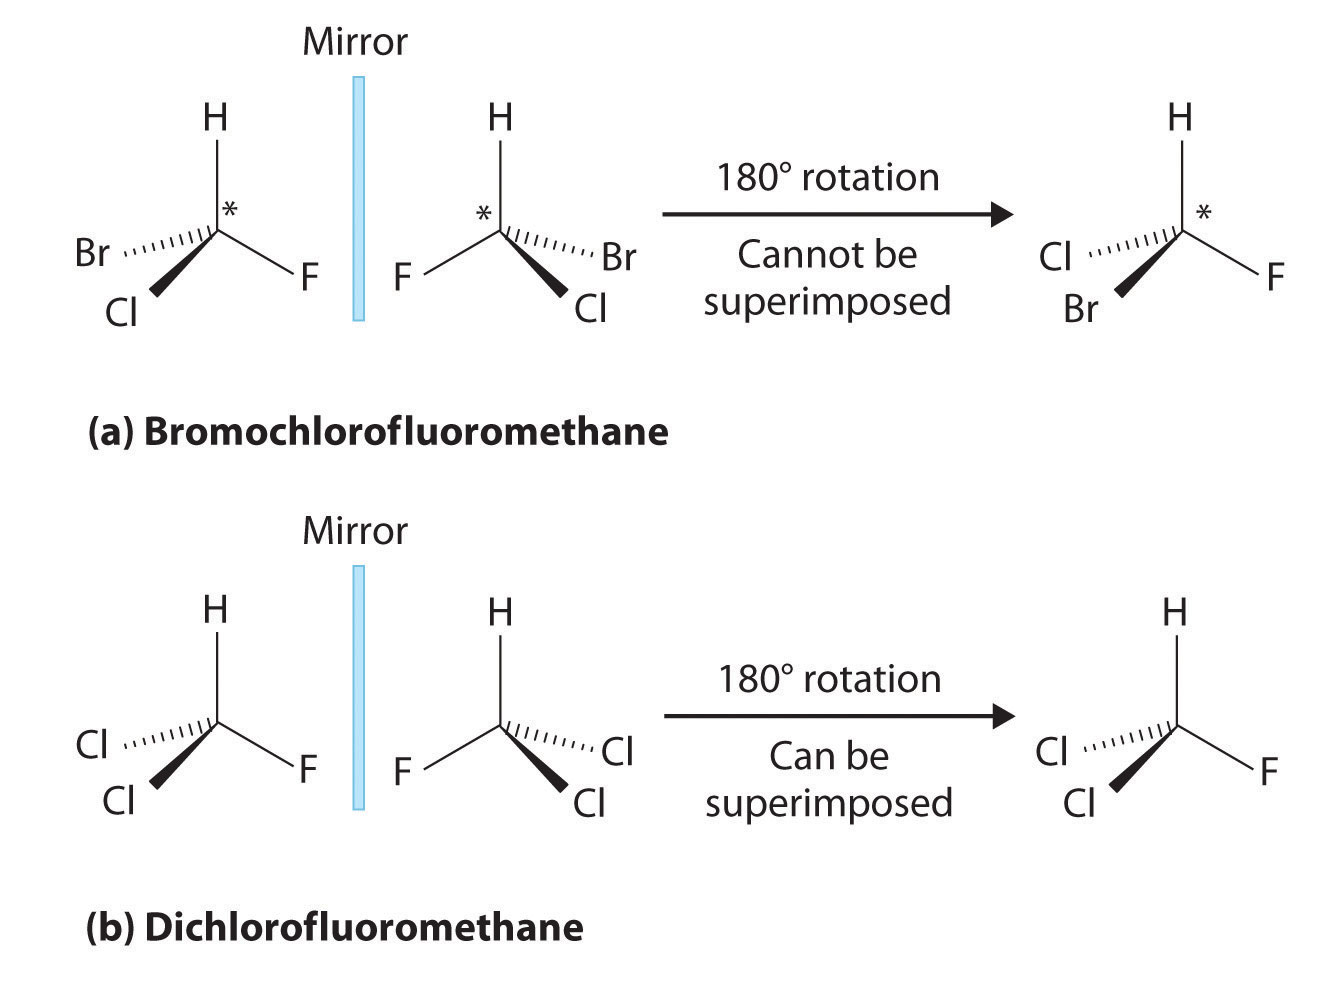 Mirror
H
*
Br
Cl
F
H
*
F
Br
Cl
180° rotation
Cannot be
superimposed
H
*
Cl
Br
F
(a) Bromochlorofluoromethane
Mirror
H
Cl
Cl
F
H
F
Cl
Cl
180° rotation
Can be
superimposed
H
Cl
Cl
F
(b) Dichlorofluoromethane